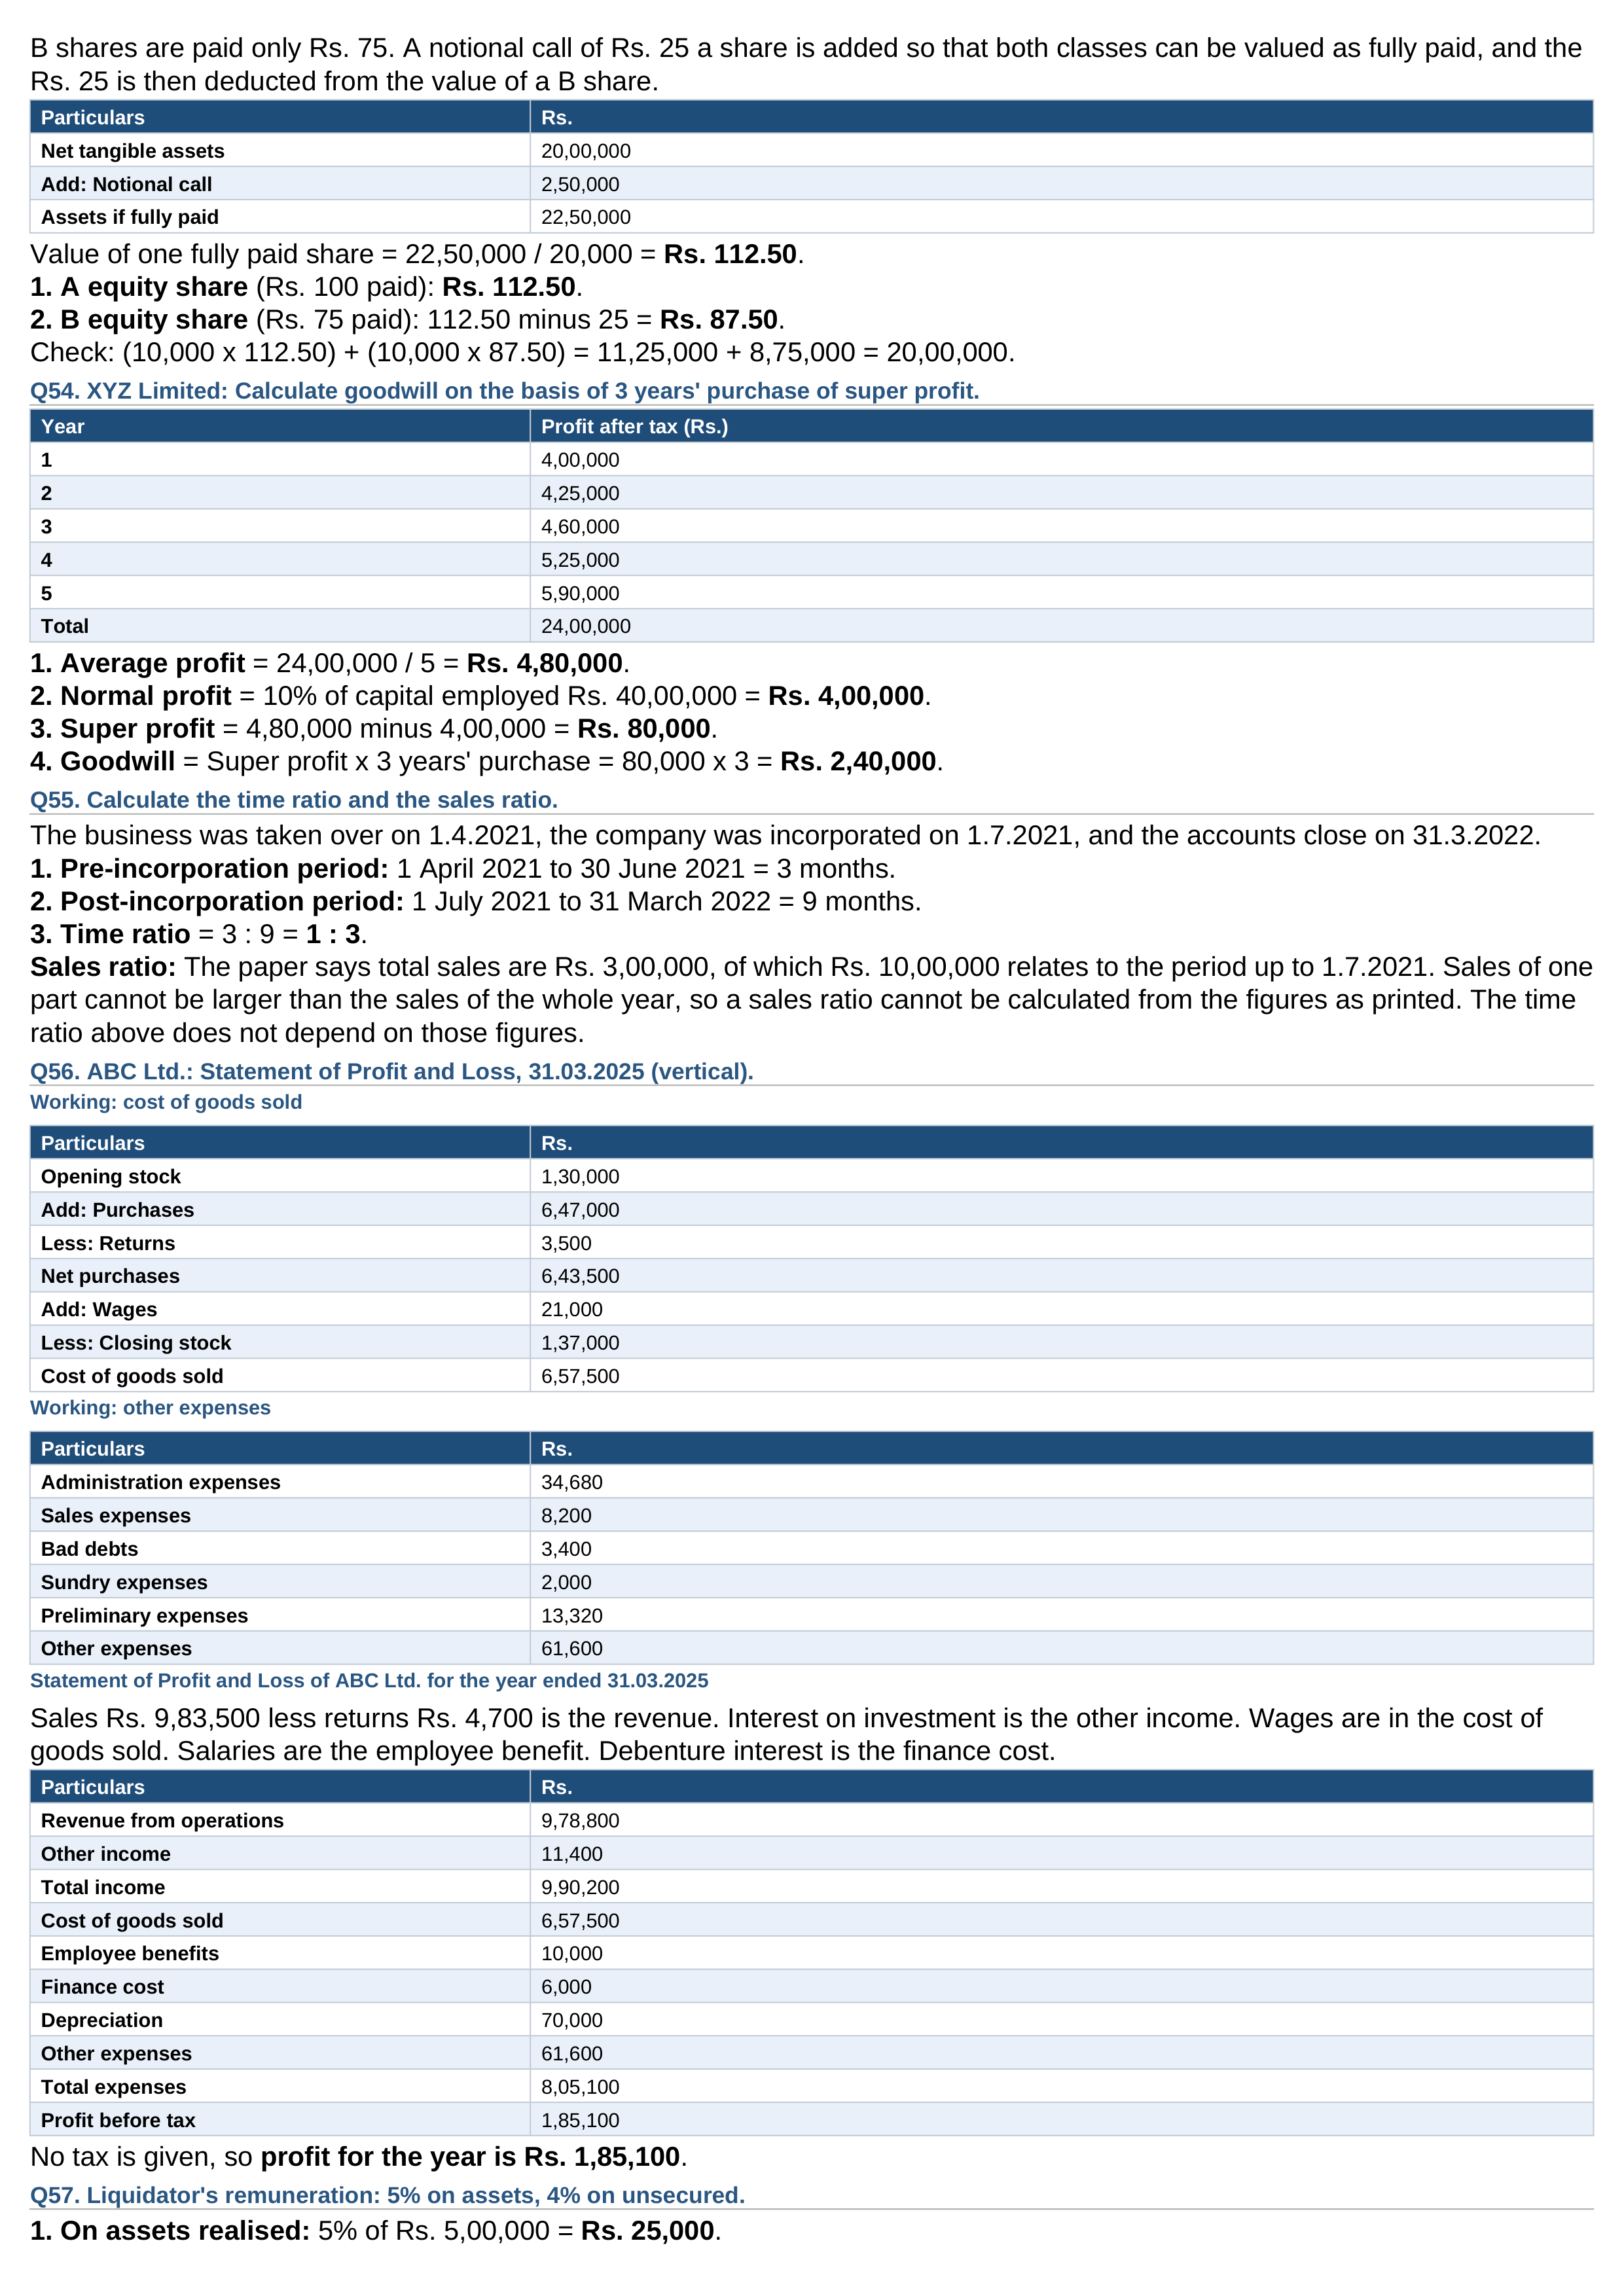 B shares are paid only Rs. 75. A notional call of Rs. 25 a share is added so that both classes can be valued as fully paid, and the
Rs. 25 is then deducted from the value of a B share.
Particulars Rs.
Net tangible assets 20,00,000
Add: Notional call 2,50,000
Assets if fully paid 22,50,000
Value of one fully paid share = 22,50,000 / 20,000 = Rs. 112.50.
1. A equity share (Rs. 100 paid): Rs. 112.50.
2. B equity share (Rs. 75 paid): 112.50 minus 25 = Rs. 87.50.
Check: (10,000 x 112.50) + (10,000 x 87.50) = 11,25,000 + 8,75,000 = 20,00,000.
Q54. XYZ Limited: Calculate goodwill on the basis of 3 years' purchase of super profit.
Year Profit after tax (Rs.)
1 4,00,000
2 4,25,000
3 4,60,000
4 5,25,000
5 5,90,000
Total 24,00,000
1. Average profit = 24,00,000 / 5 = Rs. 4,80,000.
2. Normal profit = 10% of capital employed Rs. 40,00,000 = Rs. 4,00,000.
3. Super profit = 4,80,000 minus 4,00,000 = Rs. 80,000.
4. Goodwill = Super profit x 3 years' purchase = 80,000 x 3 = Rs. 2,40,000.
Q55. Calculate the time ratio and the sales ratio.
The business was taken over on 1.4.2021, the company was incorporated on 1.7.2021, and the accounts close on 31.3.2022.
1. Pre-incorporation period: 1 April 2021 to 30 June 2021 = 3 months.
2. Post-incorporation period: 1 July 2021 to 31 March 2022 = 9 months.
3. Time ratio = 3 : 9 = 1 : 3.
Sales ratio: The paper says total sales are Rs. 3,00,000, of which Rs. 10,00,000 relates to the period up to 1.7.2021. Sales of one
part cannot be larger than the sales of the whole year, so a sales ratio cannot be calculated from the figures as printed. The time
ratio above does not depend on those figures.
Q56. ABC Ltd.: Statement of Profit and Loss, 31.03.2025 (vertical).
Working: cost of goods sold
Particulars Rs.
Opening stock 1,30,000
Add: Purchases 6,47,000
Less: Returns 3,500
Net purchases 6,43,500
Add: Wages 21,000
Less: Closing stock 1,37,000
Cost of goods sold 6,57,500
Working: other expenses
Particulars Rs.
Administration expenses 34,680
Sales expenses 8,200
Bad debts 3,400
Sundry expenses 2,000
Preliminary expenses 13,320
Other expenses 61,600
Statement of Profit and Loss of ABC Ltd. for the year ended 31.03.2025
Sales Rs. 9,83,500 less returns Rs. 4,700 is the revenue. Interest on investment is the other income. Wages are in the cost of
goods sold. Salaries are the employee benefit. Debenture interest is the finance cost.
Particulars Rs.
Revenue from operations 9,78,800
Other income 11,400
Total income 9,90,200
Cost of goods sold 6,57,500
Employee benefits 10,000
Finance cost 6,000
Depreciation 70,000
Other expenses 61,600
Total expenses 8,05,100
Profit before tax 1,85,100
No tax is given, so profit for the year is Rs. 1,85,100.
Q57. Liquidator's remuneration: 5% on assets, 4% on unsecured.
1. On assets realised: 5% of Rs. 5,00,000 = Rs. 25,000.